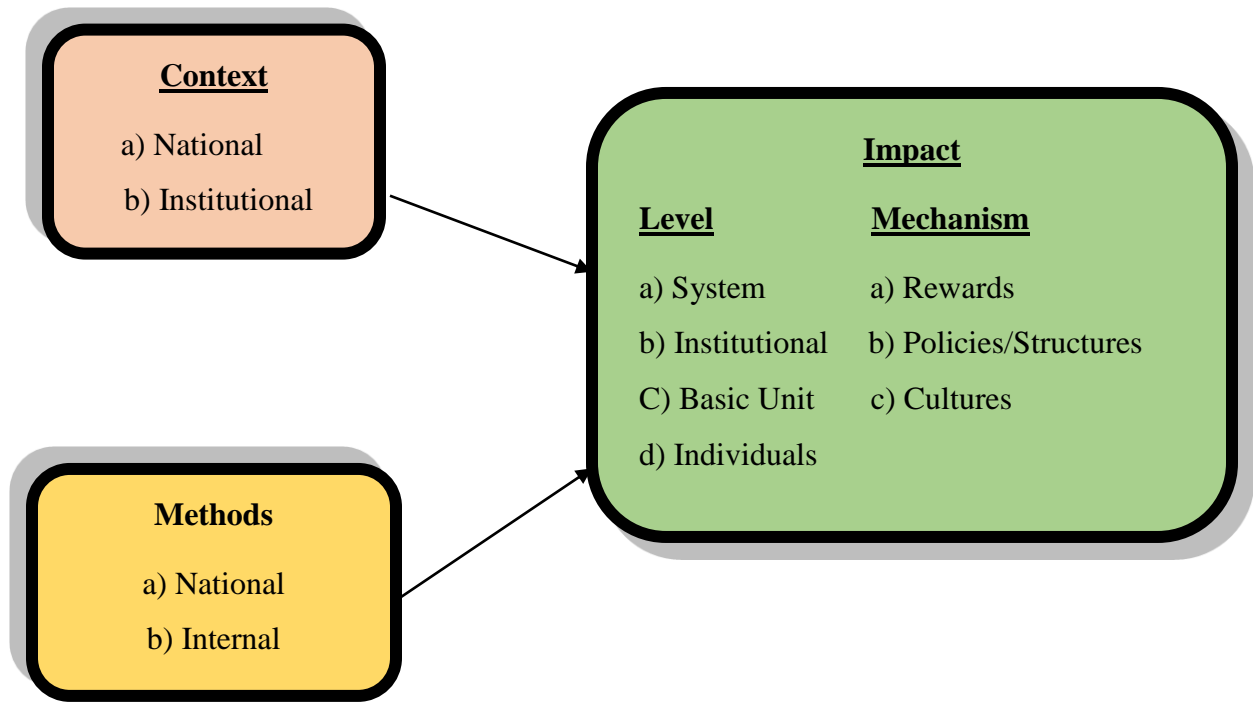 Context
a) National
b) Institutional
Impact
Level Mechanism
a) System a) Rewards
b) Institutional b) Policies/Structures
C) Basic Unit c) Cultures
d) Individuals
Methods
a) National
b) Internal